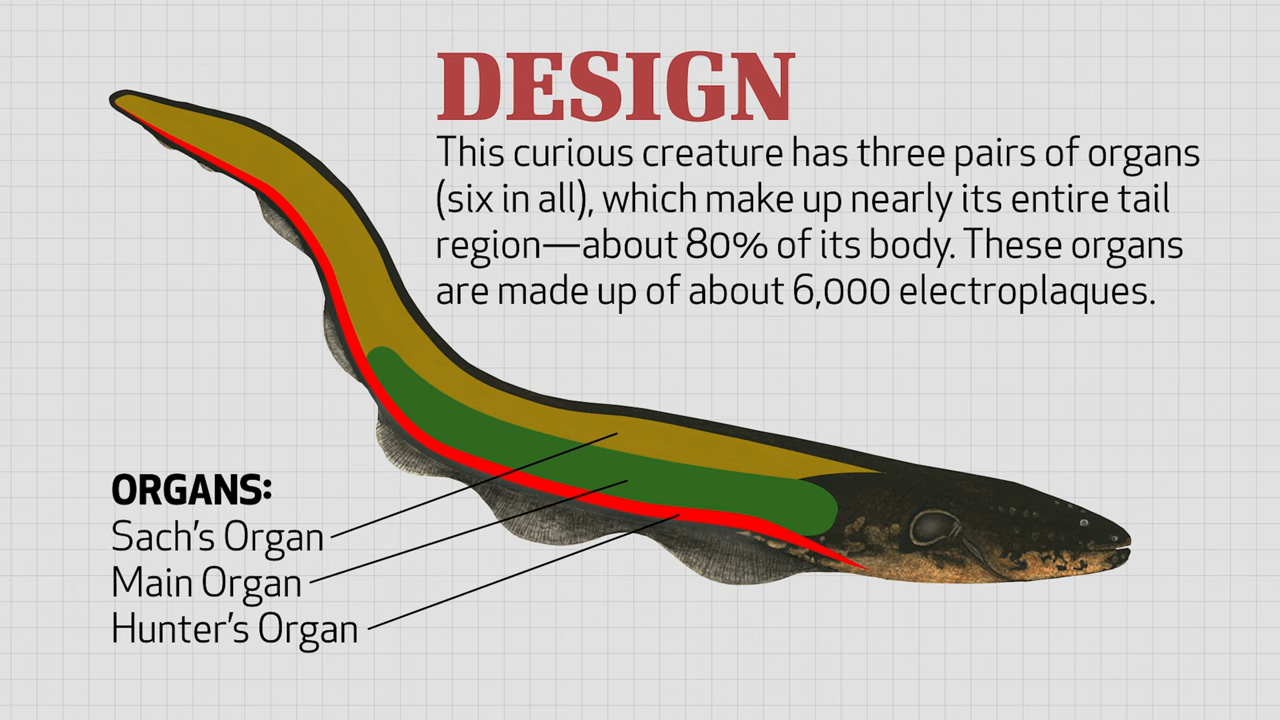 DESIGN
This curious creature has three pairs of organs
(six in all), which make up nearly its entire tail
region—about 80% of its body. These organs
are made up of about 6,000 electroplaques.
ORGANS:
Sach's Organ
Main Organ
Hunter's Organ